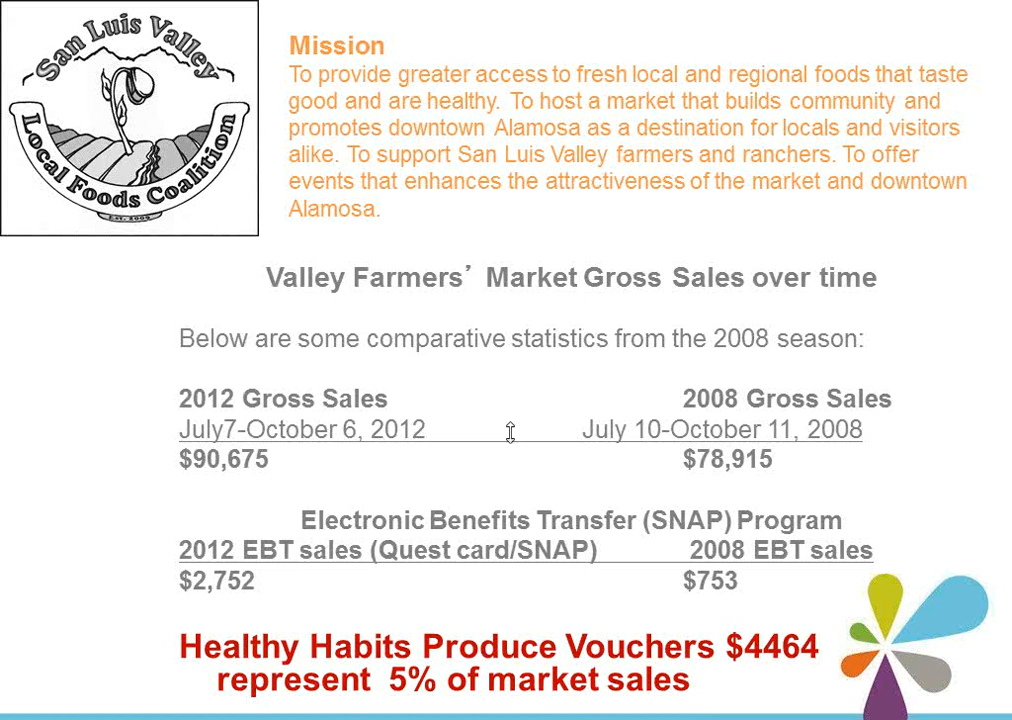 San Luis Valley
Local Foods Coalition
Est. 2009
Mission
To provide greater access to fresh local and regional foods that taste
good and are healthy. To host a market that builds community and
promotes downtown Alamosa as a destination for locals and visitors
alike. To support San Luis Valley farmers and ranchers. To offer
events that enhances the attractiveness of the market and downtown
Alamosa.
Valley Farmers’ Market Gross Sales over time
Below are some comparative statistics from the 2008 season:
2012 Gross Sales 2008 Gross Sales
July7-October 6, 2012 July 10-October 11, 2008
$90,675 $78,915
Electronic Benefits Transfer (SNAP) Program
2012 EBT sales (Quest card/SNAP) 2008 EBT sales
$2,752 $753
Healthy Habits Produce Vouchers $4464
represent 5% of market sales